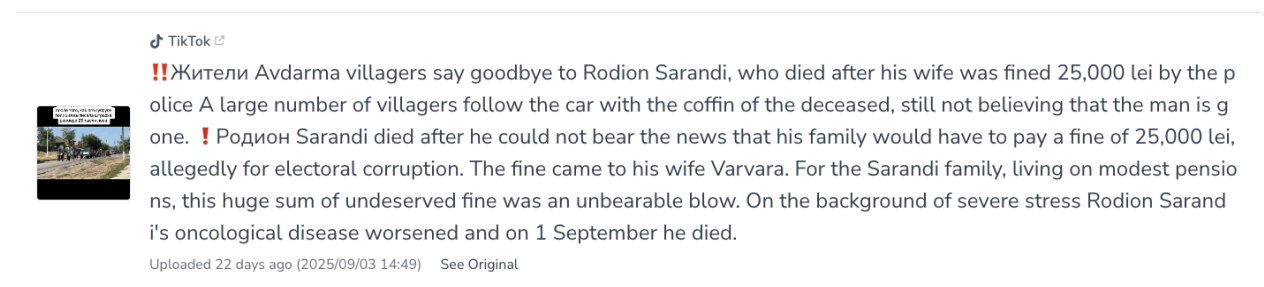 TikTok
‼️Жители Avdarma villagers say goodbye to Rodion Sarandi, who died after his wife was fined 25,000 lei by the p
olice A large number of villagers follow the car with the coffin of the deceased, still not believing that the man is g
one. ❗Родион Sarandi died after he could not bear the news that his family would have to pay a fine of 25,000 lei,
allegedly for electoral corruption. The fine came to his wife Varvara. For the Sarandi family, living on modest pensio
ns, this huge sum of undeserved fine was an unbearable blow. On the background of severe stress Rodion Sarand
i's oncological disease worsened and on 1 September he died.
Uploaded 22 days ago (2025/09/03 14:49) See Original